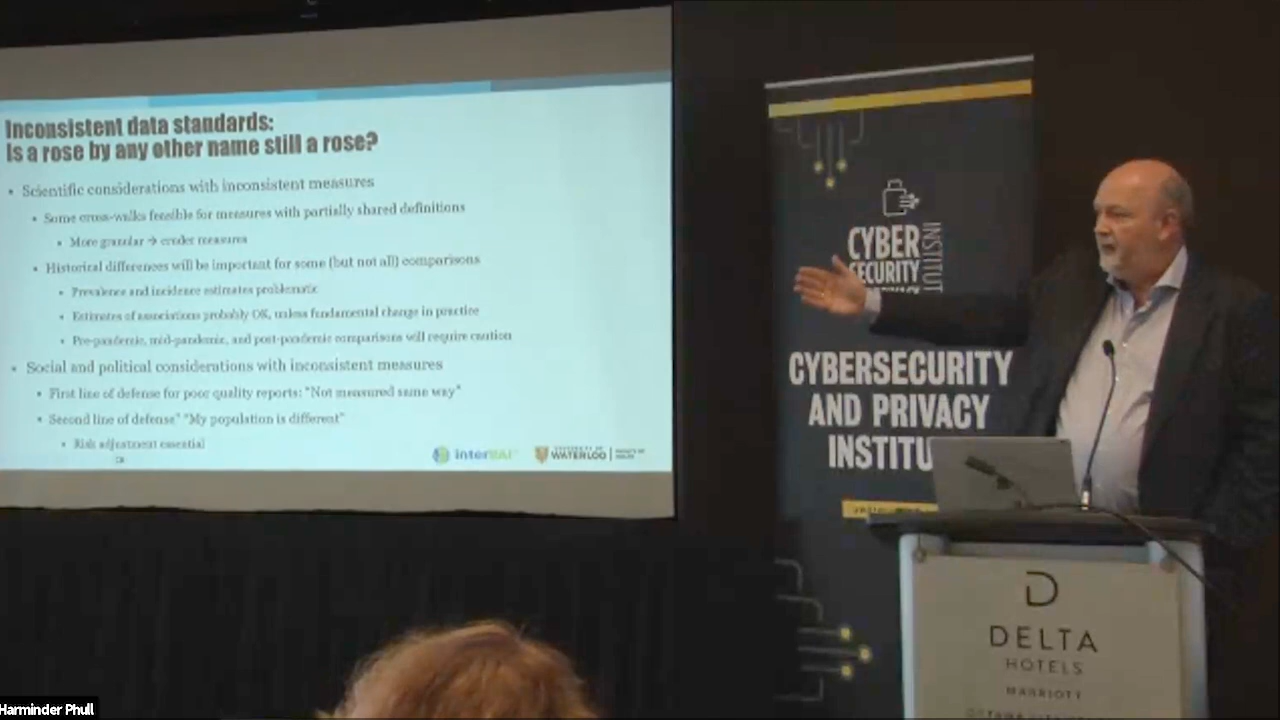 Inconsistent data standards:
Is a rose by any other name still a rose?
• Scientific considerations with inconsistent measures
• Some cross-walks feasible for measures with partially shared definitions
• More granular → cruder measures
• Historical differences will be important for some (but not all) comparisons
• Prevalence and incidence estimates problematic
• Estimates of associations probably OK, unless fundamental change in practice
• Pre-pandemic, mid-pandemic, and post-pandemic comparisons will require caution
• Social and political considerations with inconsistent measures
• First line of defense for poor quality reports: "Not measured same way"
• Second line of defense" "My population is different"
• Risk adjustment essential
interRAI
UNIVERSITY OF
WATERLOO
CYBER
SECURITY
INSTITUT
CYBERSECURITY
AND PRIVACY
INSTITU
DELTA
HOTELS
MARRIOTT
Harminder Phull